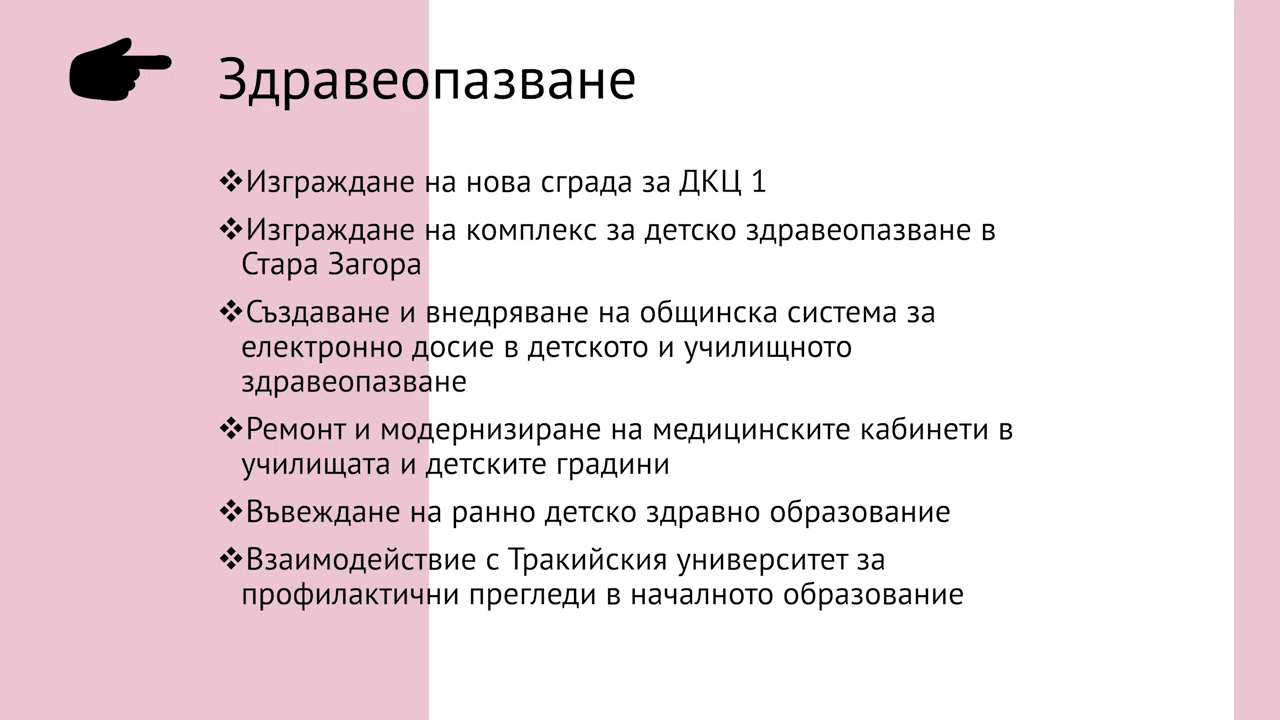 Здравеопазване
❖Изграждане на нова сграда за ДКЦ 1
❖Изграждане на комплекс за детско здравеопазване в
Стара Загора
❖Създаване и внедряване на общинска система за
електронно досие в детското и училищното
здравеопазване
❖Ремонт и модернизиране на медицинските кабинети в
училищата и детските градини
❖Въвеждане на ранно детско здравно образование
❖Взаимодействие с Тракийския университет за
профилактични прегледи в началното образование